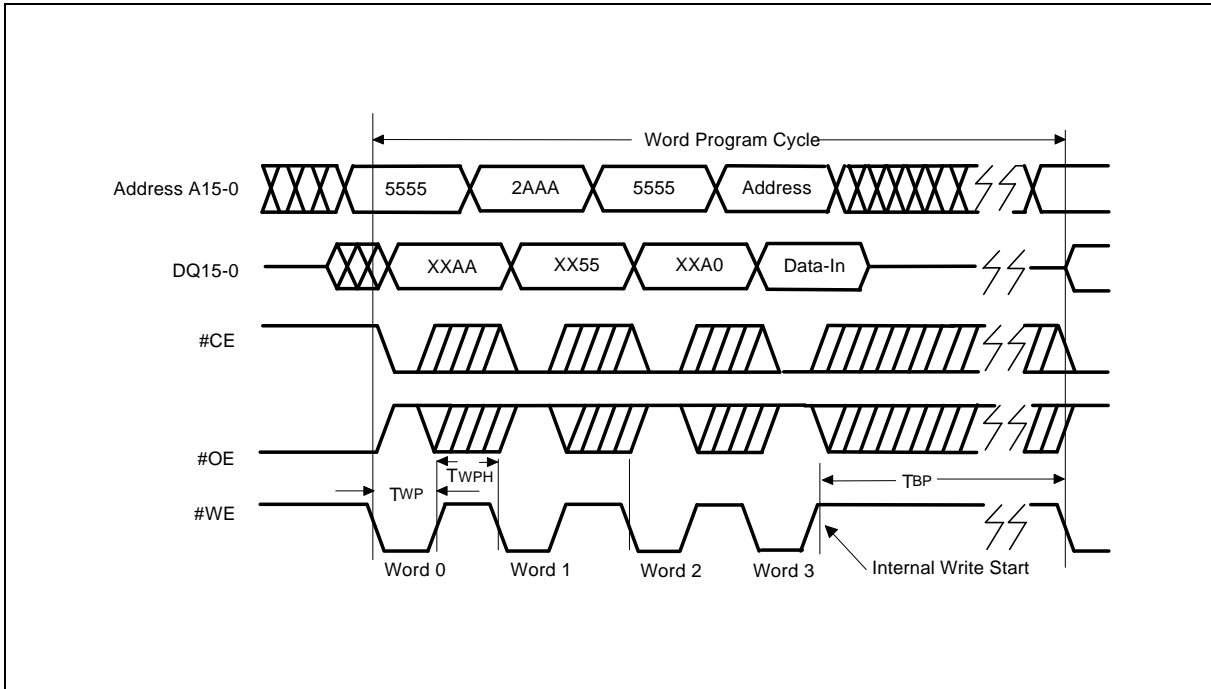 Word Program Cycle
Address A15-0
5555
2AAA
5555
Address
DQ15-0
XXAA
XX55
XXA0
Data-In
#CE
#OE
TWPH
TWP
TBP
#WE
Word 0
Word 1
Word 2
Word 3
Internal Write Start